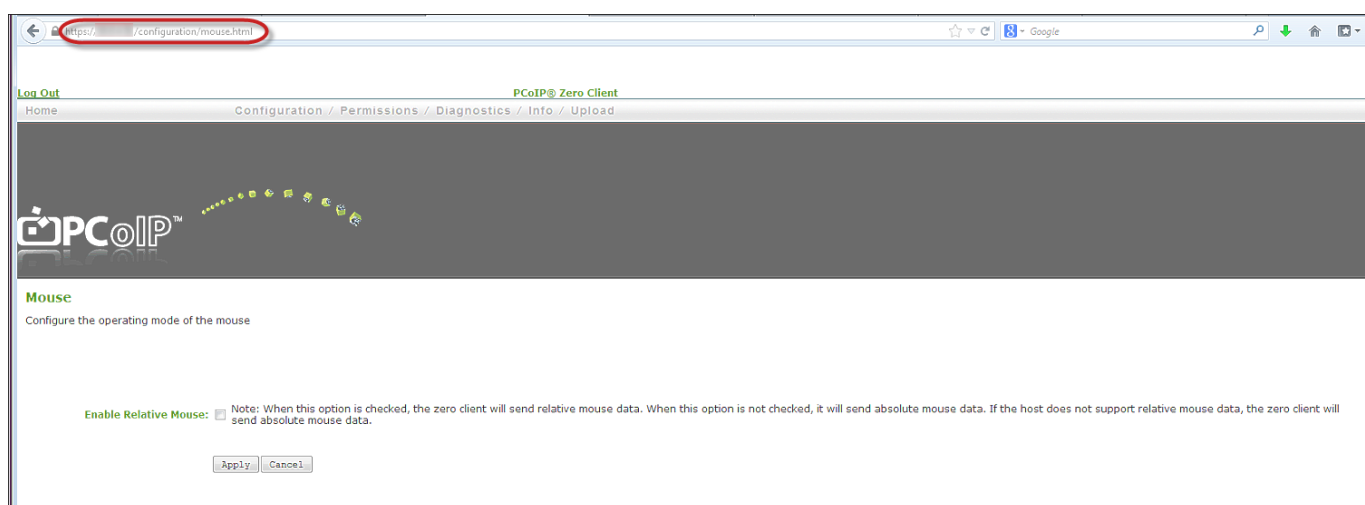 https:// /configuration/mouse.html
Google
Log Out
PCoIP® Zero Client
Home
Configuration / Permissions / Diagnostics / Info / Upload
PCoIP™
Mouse
Configure the operating mode of the mouse
Enable Relative Mouse:
Note: When this option is checked, the zero client will send relative mouse data. When this option is not checked, it will send absolute mouse data. If the host does not support relative mouse data, the zero client will
send absolute mouse data.
Apply
Cancel